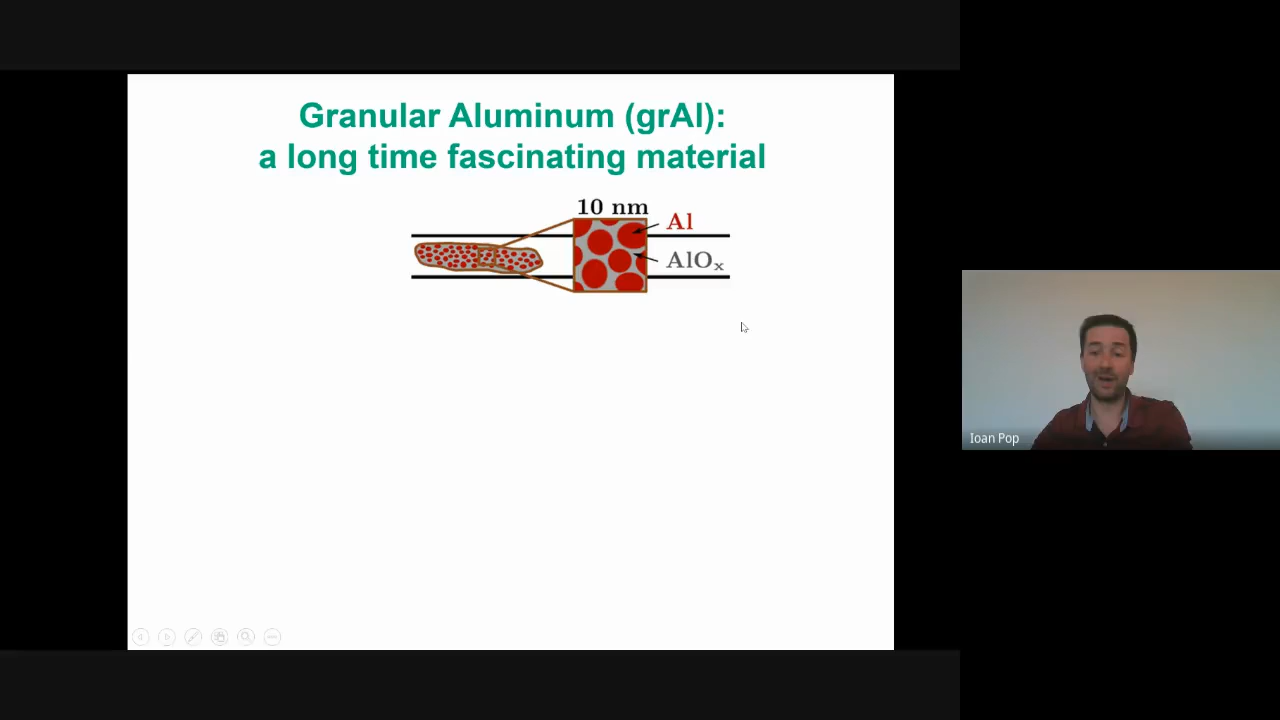 Granular Aluminum (grAl):
a long time fascinating material
10 nm
Al
AlOₓ
Ioan Pop